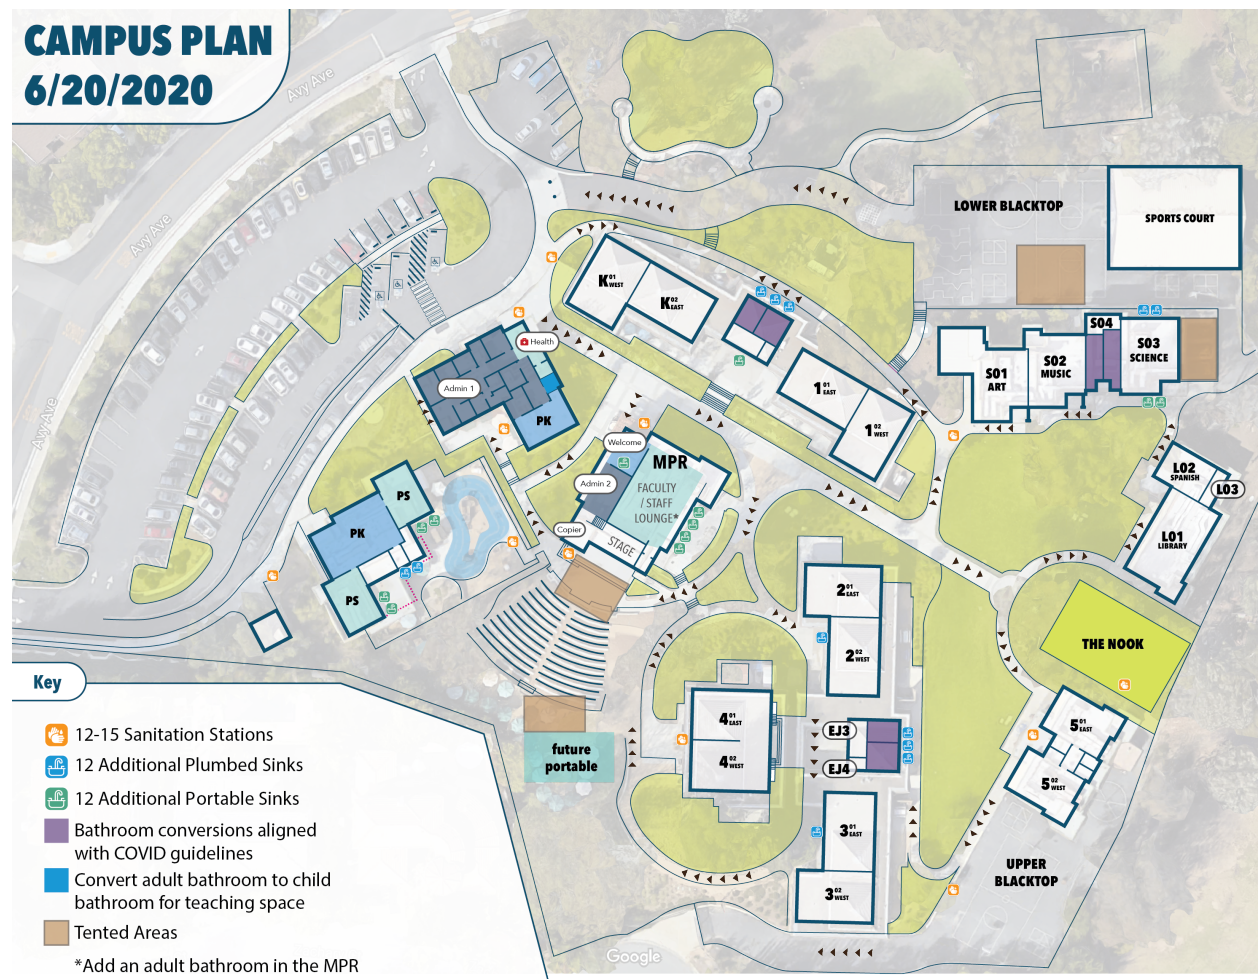 CAMPUS PLAN
6/20/2020
Avy Ave
Avy Ave
Avy Ave
LOWER BLACKTOP
SPORTS COURT
K 01 WEST
K 02 EAST
Health
Admin 1
PK
1 01 EAST
1 02 WEST
S01
ART
S02
MUSIC
S04
S03
SCIENCE
Welcome
MPR
Admin 2
FACULTY
/ STAFF
LOUNGE*
Copier
STAGE
PS
PK
PS
L02
SPANISH
L03
L01
LIBRARY
2 01 EAST
2 02 WEST
THE NOOK
4 01 EAST
4 02 WEST
EJ3
EJ4
5 01 EAST
5 02 WEST
future
portable
3 01 EAST
3 02 WEST
UPPER
BLACKTOP
Google
Key
12-15 Sanitation Stations
12 Additional Plumbed Sinks
12 Additional Portable Sinks
Bathroom conversions aligned
with COVID guidelines
Convert adult bathroom to child
bathroom for teaching space
Tented Areas
*Add an adult bathroom in the MPR